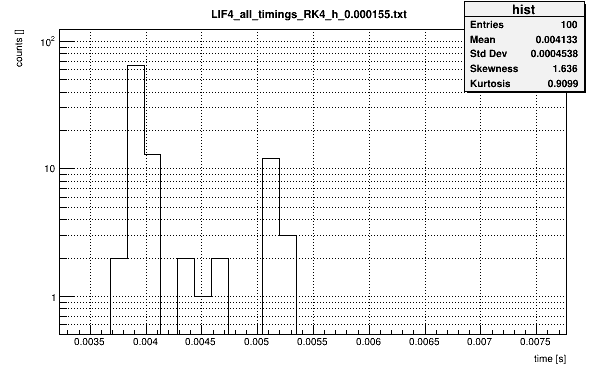 LIF4_all_timings_RK4_h_0.000155.txt
hist
Entries 100
Mean 0.004133
Std Dev 0.0004538
Skewness 1.636
Kurtosis 0.9099
counts []
10²
10
1
0.0035 0.004 0.0045 0.005 0.0055 0.006 0.0065 0.007 0.0075
time [s]